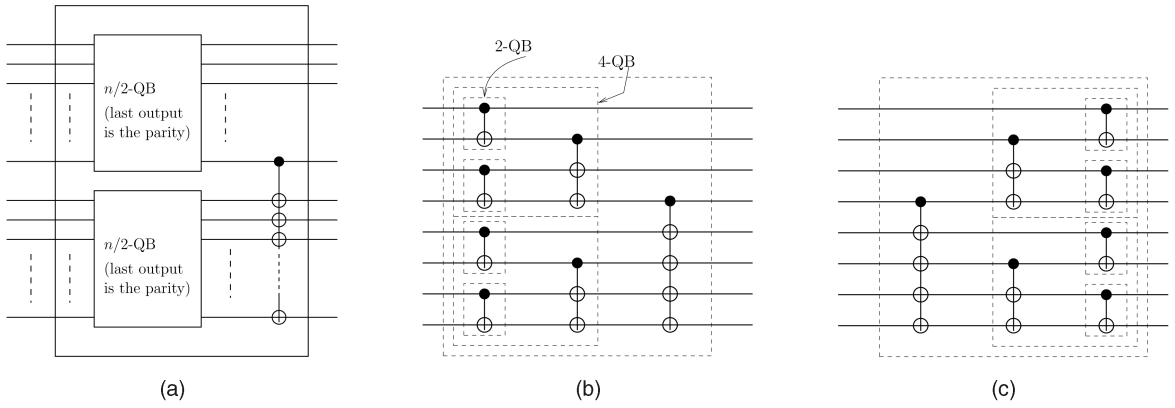 n/2-QB
(last output
is the parity)
n/2-QB
(last output
is the parity)
(a)
2-QB
4-QB
(b)
(c)